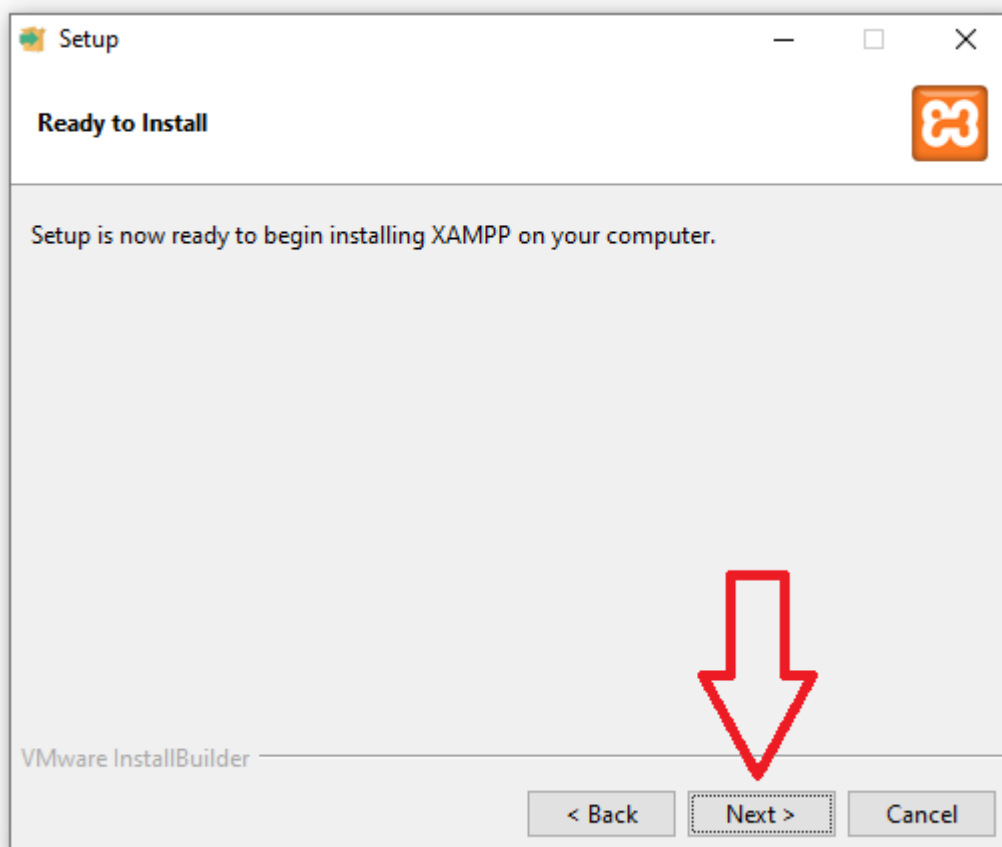 Setup
Ready to Install
Setup is now ready to begin installing XAMPP on your computer.
VMware InstallBuilder
< Back Next > Cancel